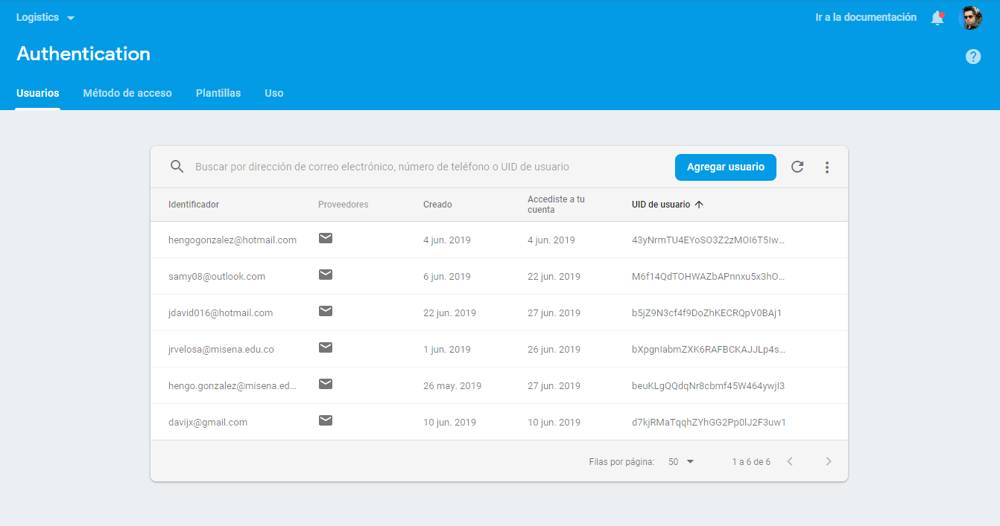 Logistics
Ir a la documentación
Authentication
?
Usuarios Método de acceso Plantillas Uso
Buscar por dirección de correo electrónico, número de teléfono o UID de usuario
Agregar usuario
Identificador Proveedores Creado Accediste a tu cuenta UID de usuario
hengogonzalez@hotmail.com 4 jun. 2019 4 jun. 2019 43yNrmTU4EYoSO3Z2zMOI6T5Iw...
samy08@outlook.com 6 jun. 2019 22 jun. 2019 M6f14QdTOHWAZbAPnnxu5x3hO...
jdavid016@hotmail.com 22 jun. 2019 27 jun. 2019 b5jZ9N3cf4f9DoZhKECRQpV0BAj1
jrvelosa@misena.edu.co 1 jun. 2019 26 jun. 2019 bXpgnIabmZXK6RAFBCKAJJLp4s...
hengo.gonzalez@misena.ed... 26 may. 2019 27 jun. 2019 beuKLgQQdqNr8cbmf45W464ywjI3
davijx@gmail.com 10 jun. 2019 10 jun. 2019 d7kjRMaTqqhZYhGG2Pp0lJ2F3uw1
Filas por página: 50 1 a 6 de 6